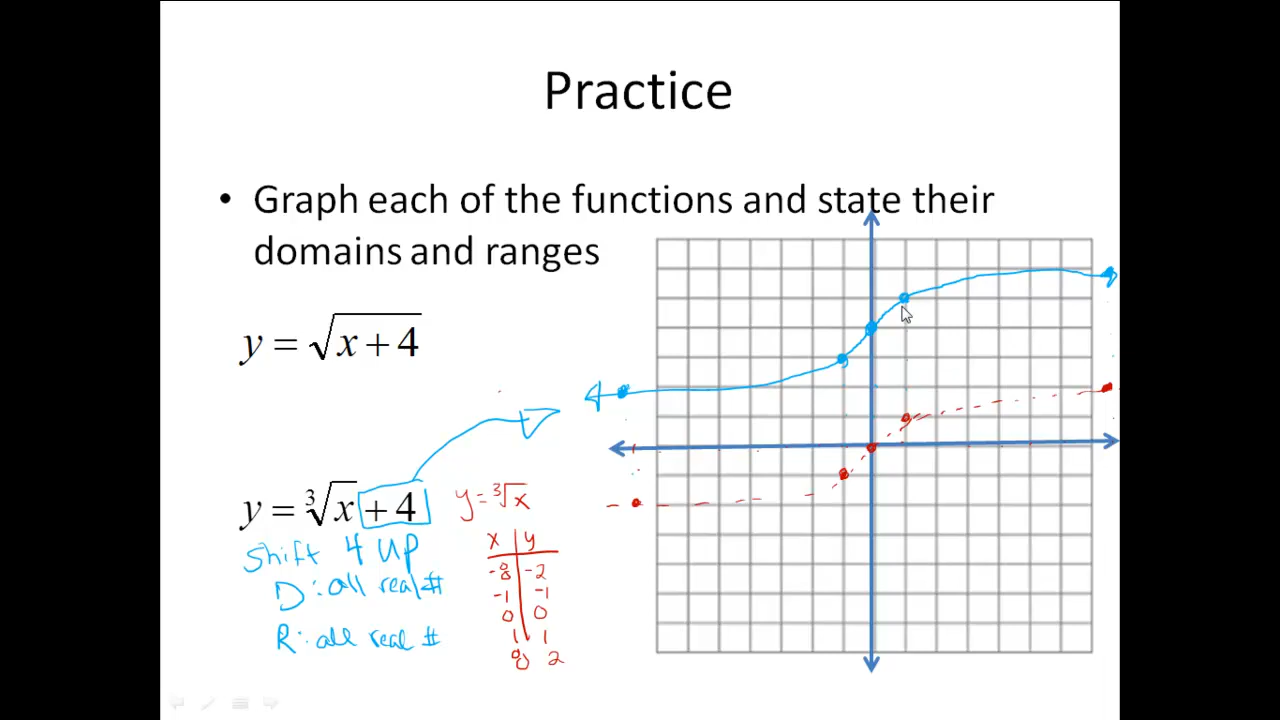 Practice
• Graph each of the functions and state their
domains and ranges
y = √x + 4
y = ∛x + 4
y = ∛x
Shift 4 UP
D: all real #
R: all real #
x y
-8 -2
-1 -1
0 0
1 1
8 2